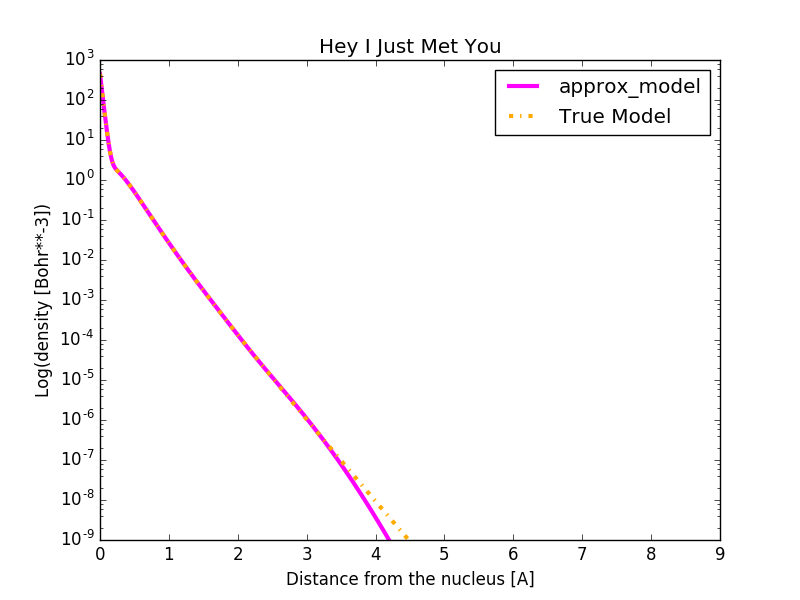 Hey I Just Met You
approx_model
True Model
10^3
10^2
10^1
10^0
10^-1
10^-2
10^-3
10^-4
10^-5
10^-6
10^-7
10^-8
10^-9
Log(density [Bohr**-3])
0 1 2 3 4 5 6 7 8 9
Distance from the nucleus [A]